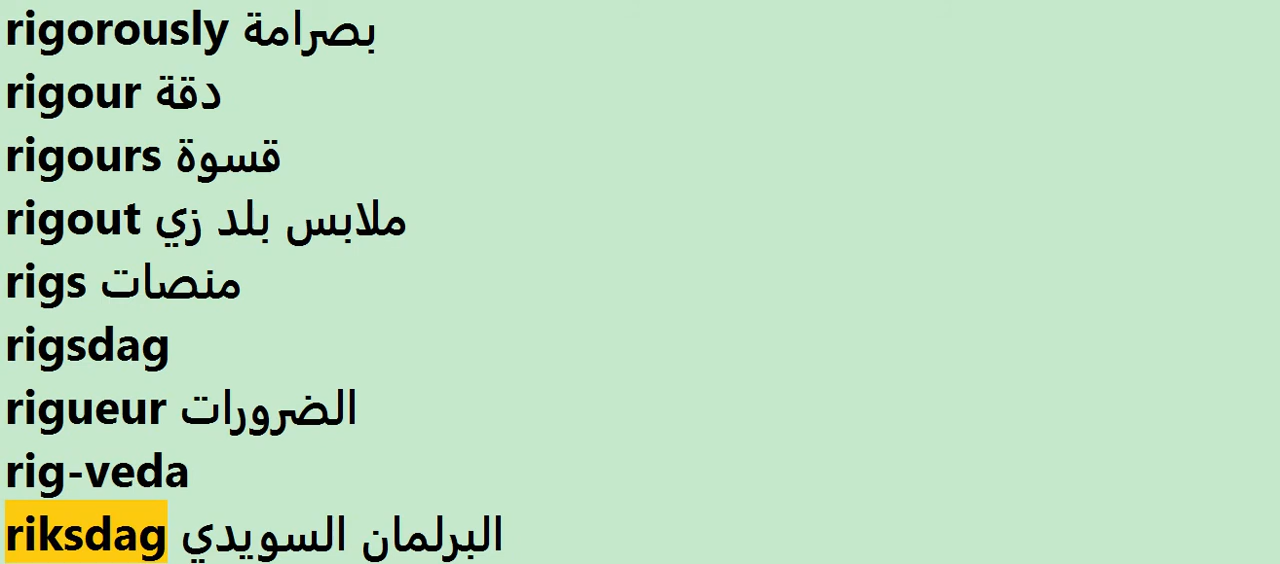 rigorously بصرامة
rigour دقة
rigours قسوة
rigout ملابس بلد زي
rigs منصات
rigsdag
rigueur الضرورات
rig-veda
riksdag البرلمان السويدي